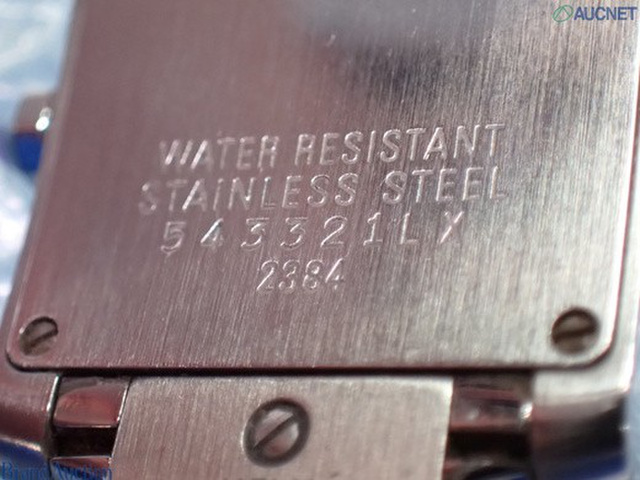 AUCNET
WATER RESISTANT
STAINLESS STEEL
543321LX
2384